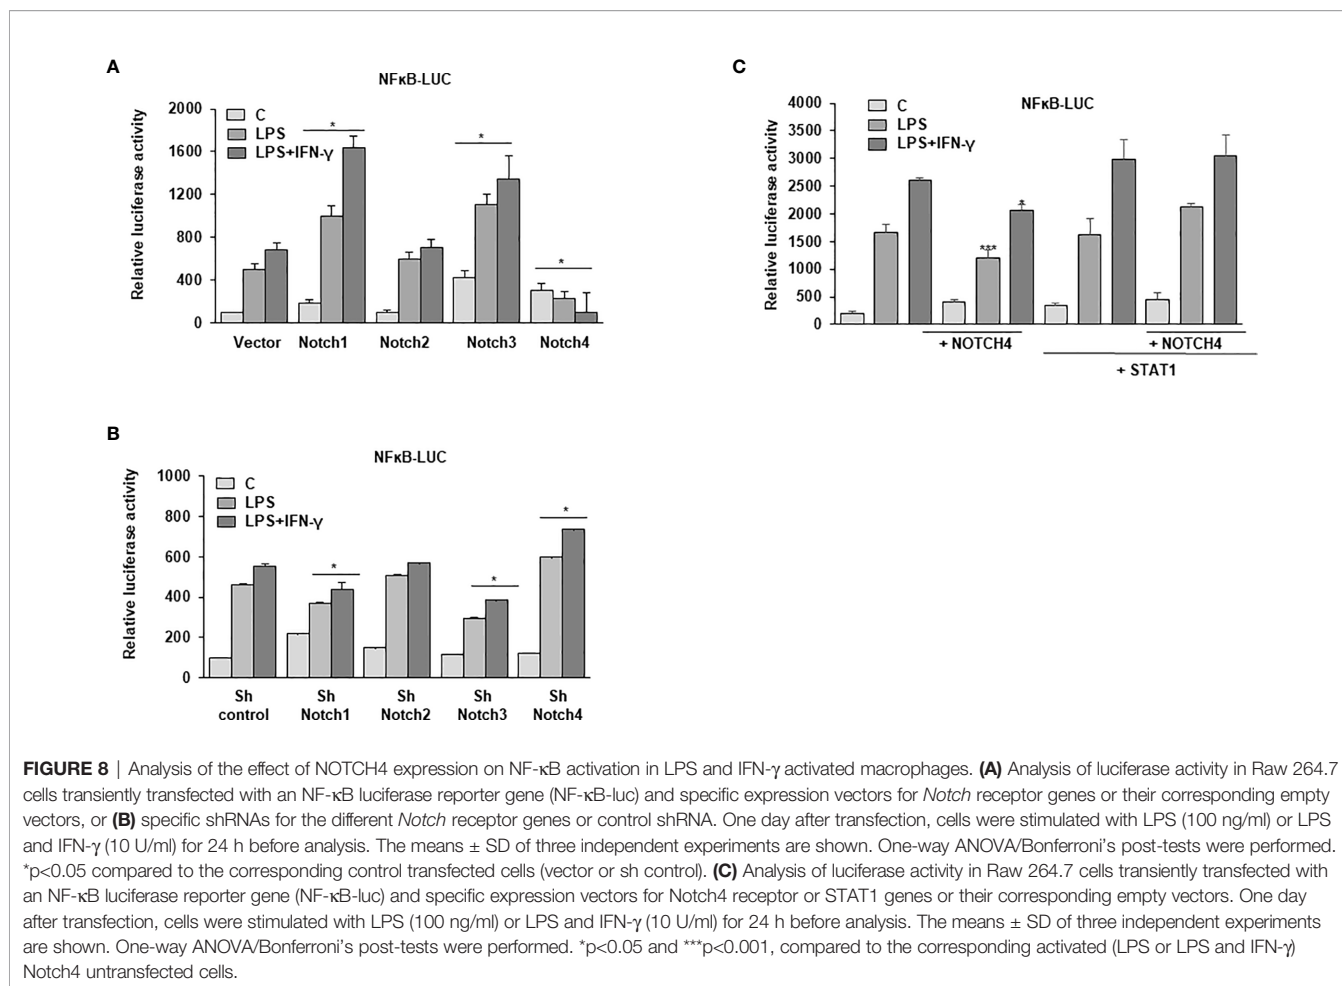 A
NFκB-LUC
Relative luciferase activity
2000
1600
1200
800
400
0
C
LPS
LPS+IFN-γ
*
*
*
Vector Notch1 Notch2 Notch3 Notch4
C
NFκB-LUC
Relative luciferase activity
4000
3500
3000
2500
2000
1500
1000
500
0
C
LPS
LPS+IFN-γ
***
*
+ NOTCH4 + NOTCH4
+ STAT1
B
NFκB-LUC
Relative luciferase activity
1000
800
600
400
200
0
C
LPS
LPS+IFN-γ
*
*
*
Sh Sh Sh Sh Sh
control Notch1 Notch2 Notch3 Notch4
FIGURE 8 | Analysis of the effect of NOTCH4 expression on NF-κB activation in LPS and IFN-γ activated macrophages. (A) Analysis of luciferase activity in Raw 264.7
cells transiently transfected with an NF-κB luciferase reporter gene (NF-κB-luc) and specific expression vectors for Notch receptor genes or their corresponding empty
vectors, or (B) specific shRNAs for the different Notch receptor genes or control shRNA. One day after transfection, cells were stimulated with LPS (100 ng/ml) or LPS
and IFN-γ (10 U/ml) for 24 h before analysis. The means ± SD of three independent experiments are shown. One-way ANOVA/Bonferroni's post-tests were performed.
*p<0.05 compared to the corresponding control transfected cells (vector or sh control). (C) Analysis of luciferase activity in Raw 264.7 cells transiently transfected with
an NF-κB luciferase reporter gene (NF-κB-luc) and specific expression vectors for Notch4 receptor or STAT1 genes or their corresponding empty vectors. One day
after transfection, cells were stimulated with LPS (100 ng/ml) or LPS and IFN-γ (10 U/ml) for 24 h before analysis. The means ± SD of three independent experiments
are shown. One-way ANOVA/Bonferroni's post-tests were performed. *p<0.05 and ***p<0.001, compared to the corresponding activated (LPS or LPS and IFN-γ)
Notch4 untransfected cells.